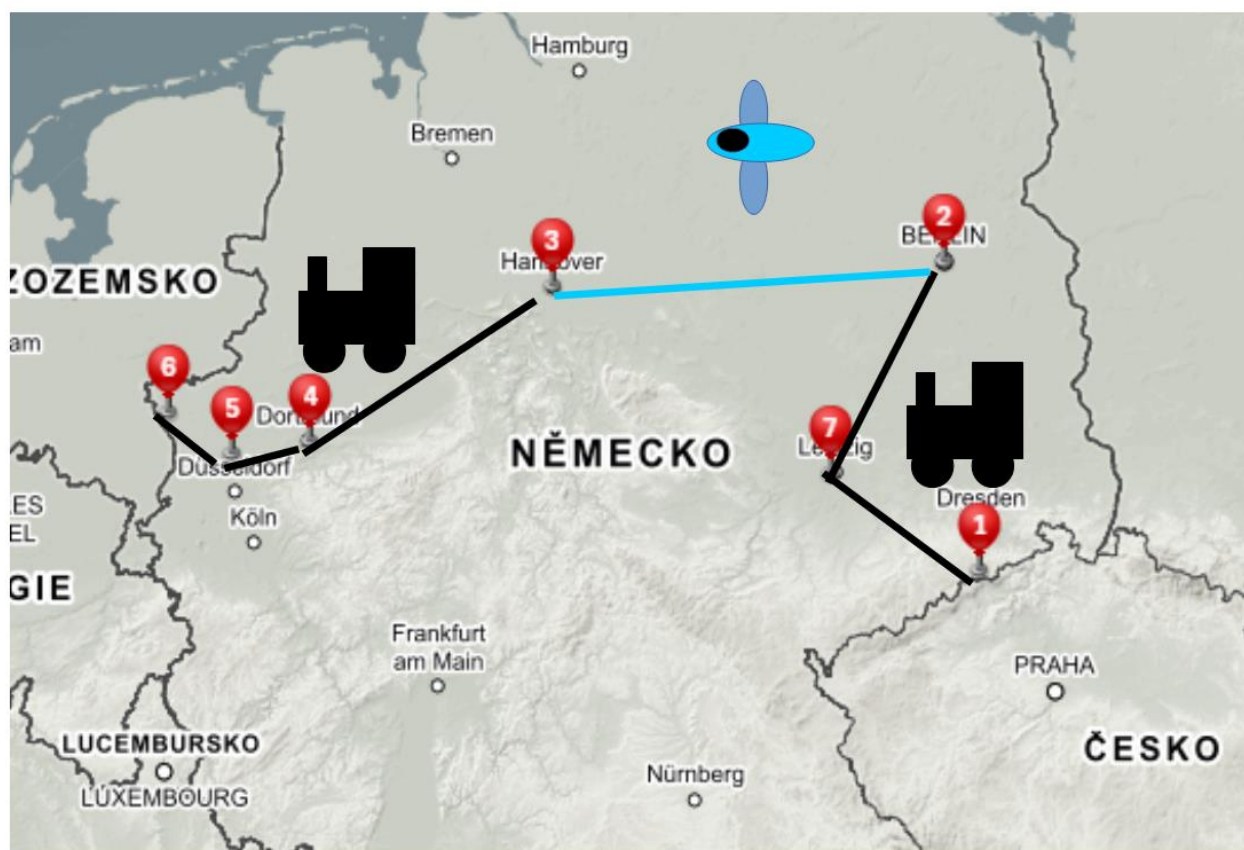 Hamburg
Bremen
2
BERLIN
3
Hannover
ZOZEMSKO
am
6
5
4
Dortmund
NĚMECKO
7
Leipzig
Düsseldorf
Dresden
1
LES
EL
Köln
GIE
Frankfurt
am Main
PRAHA
LUCEMBURSKO
LUXEMBOURG
ČESKO
Nürnberg